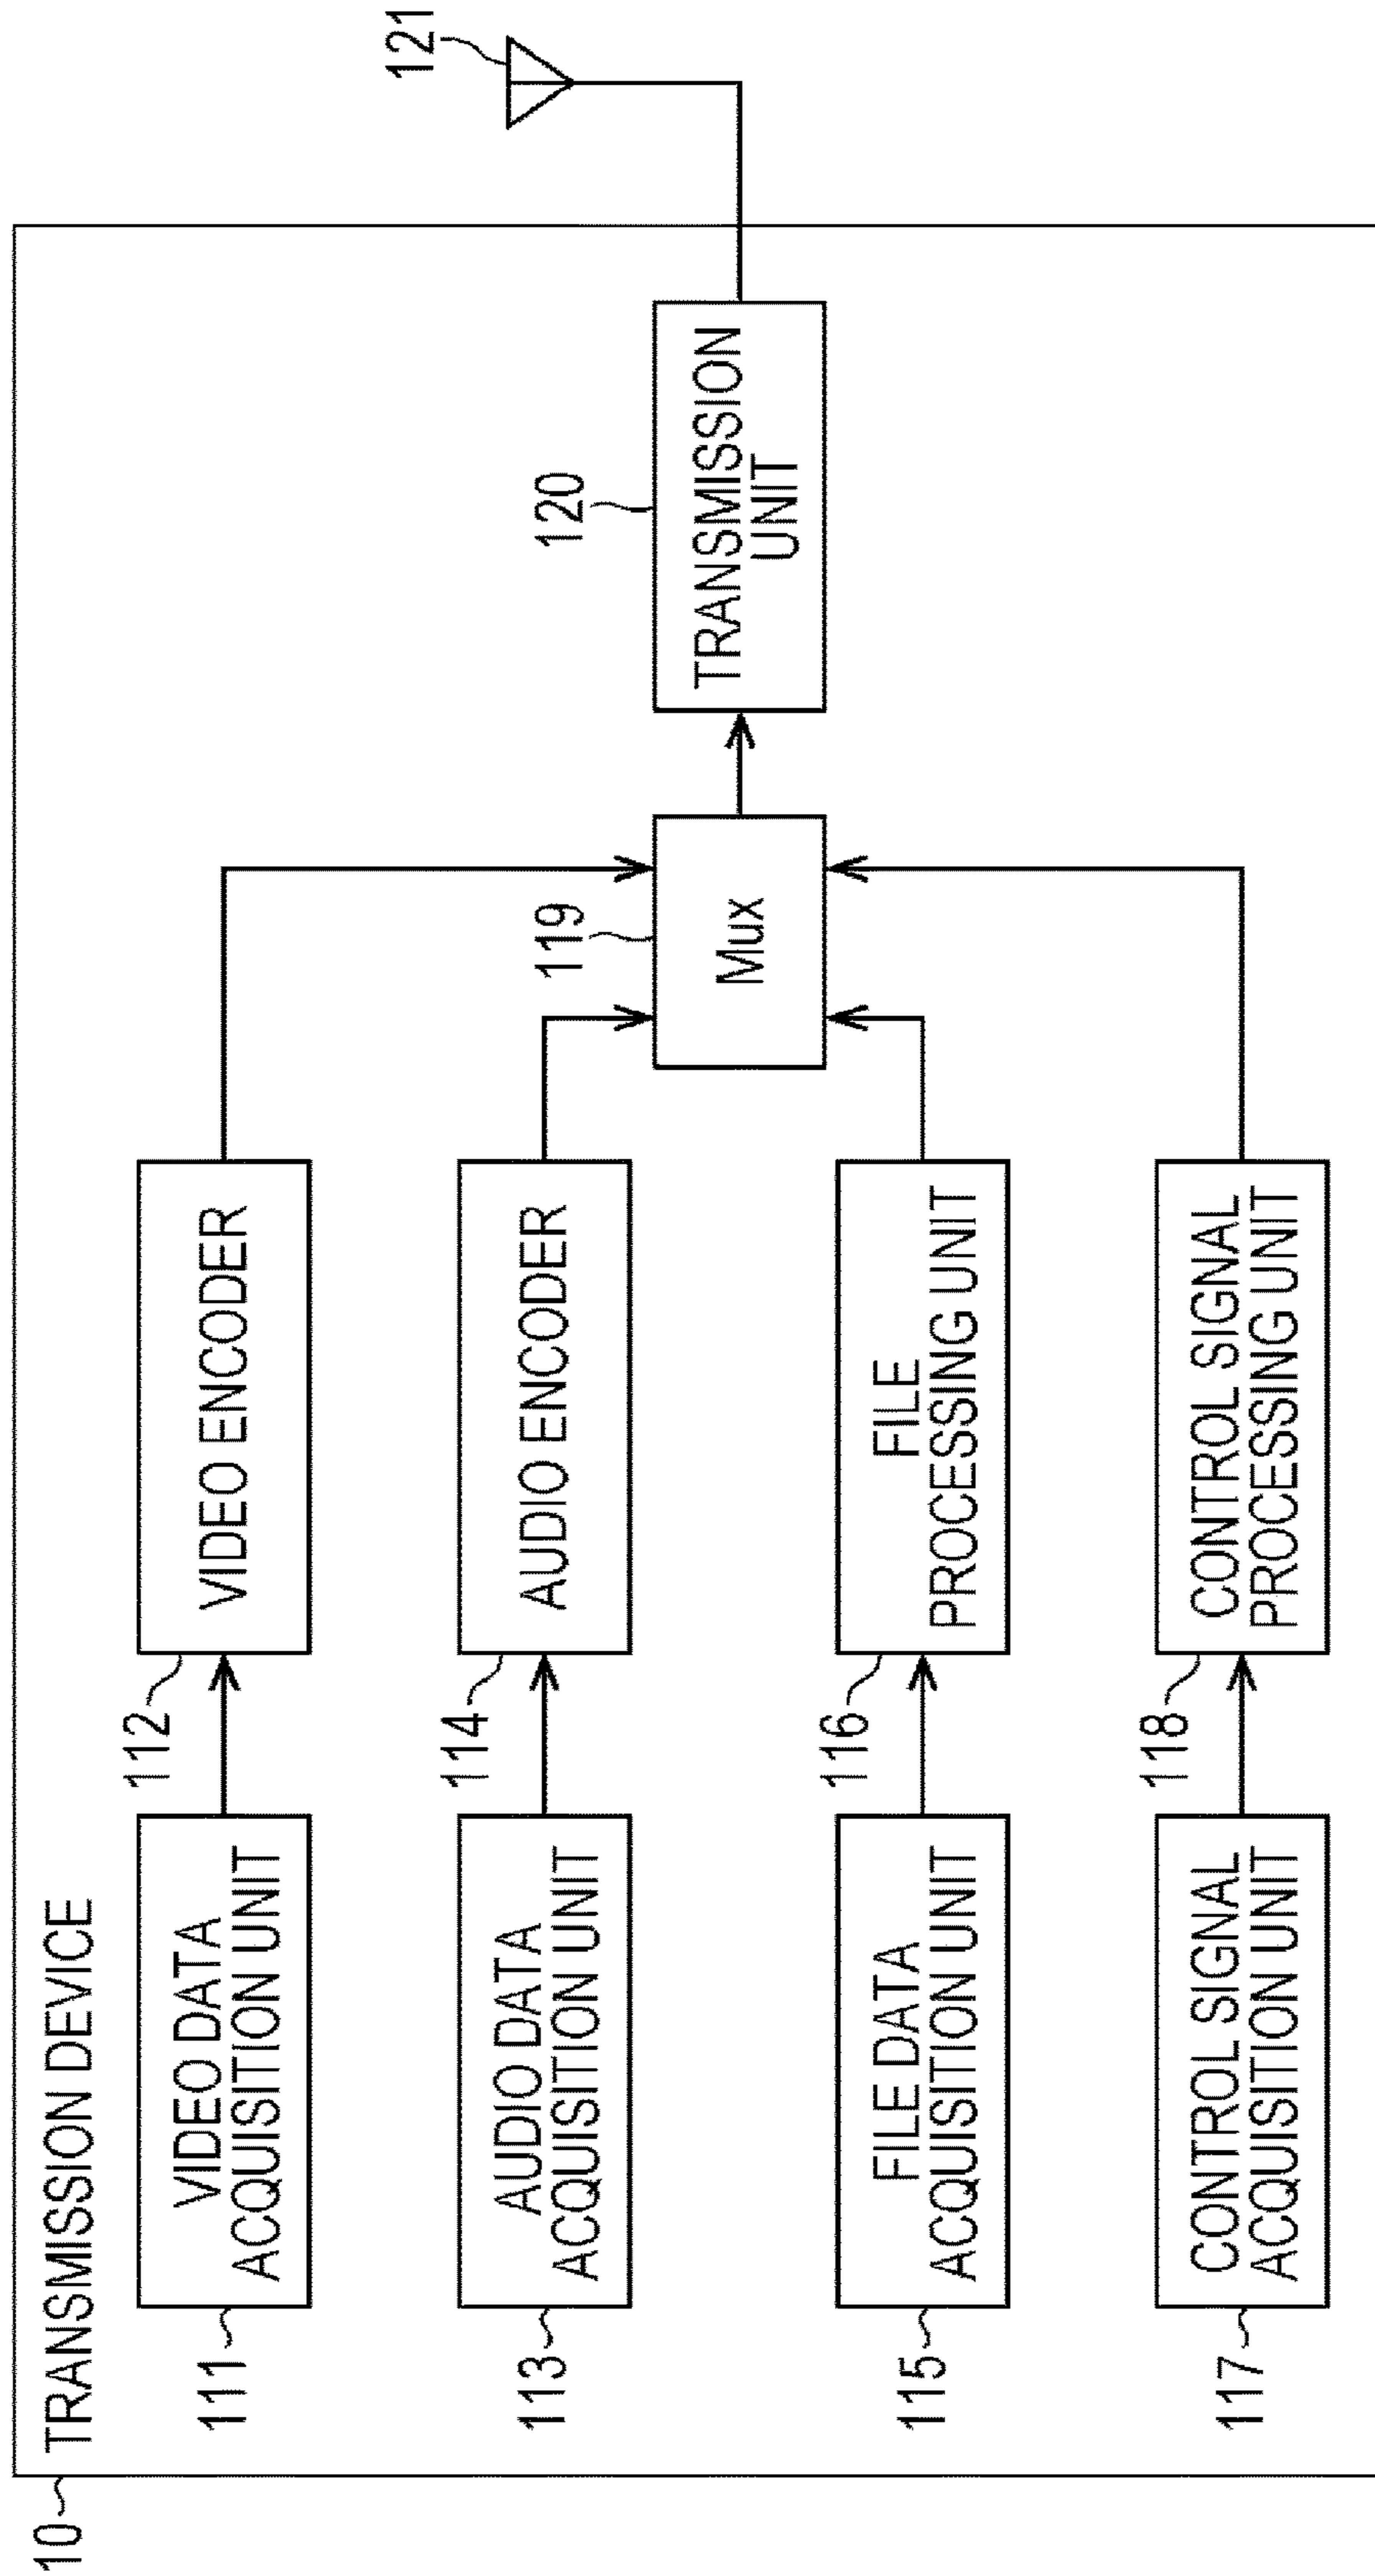 10
TRANSMISSION DEVICE
111
VIDEO DATA
ACQUISITION UNIT
112
VIDEO ENCODER
113
AUDIO DATA
ACQUISITION UNIT
114
AUDIO ENCODER
115
FILE DATA
ACQUISITION UNIT
116
FILE
PROCESSING UNIT
117
CONTROL SIGNAL
ACQUISITION UNIT
118
CONTROL SIGNAL
PROCESSING UNIT
119
Mux
120
TRANSMISSION
UNIT
121